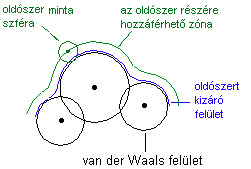 oldószer minta
szféra
az oldószer részére
hozzáférhető zóna
oldószert
kizáró
felület
van der Waals felület